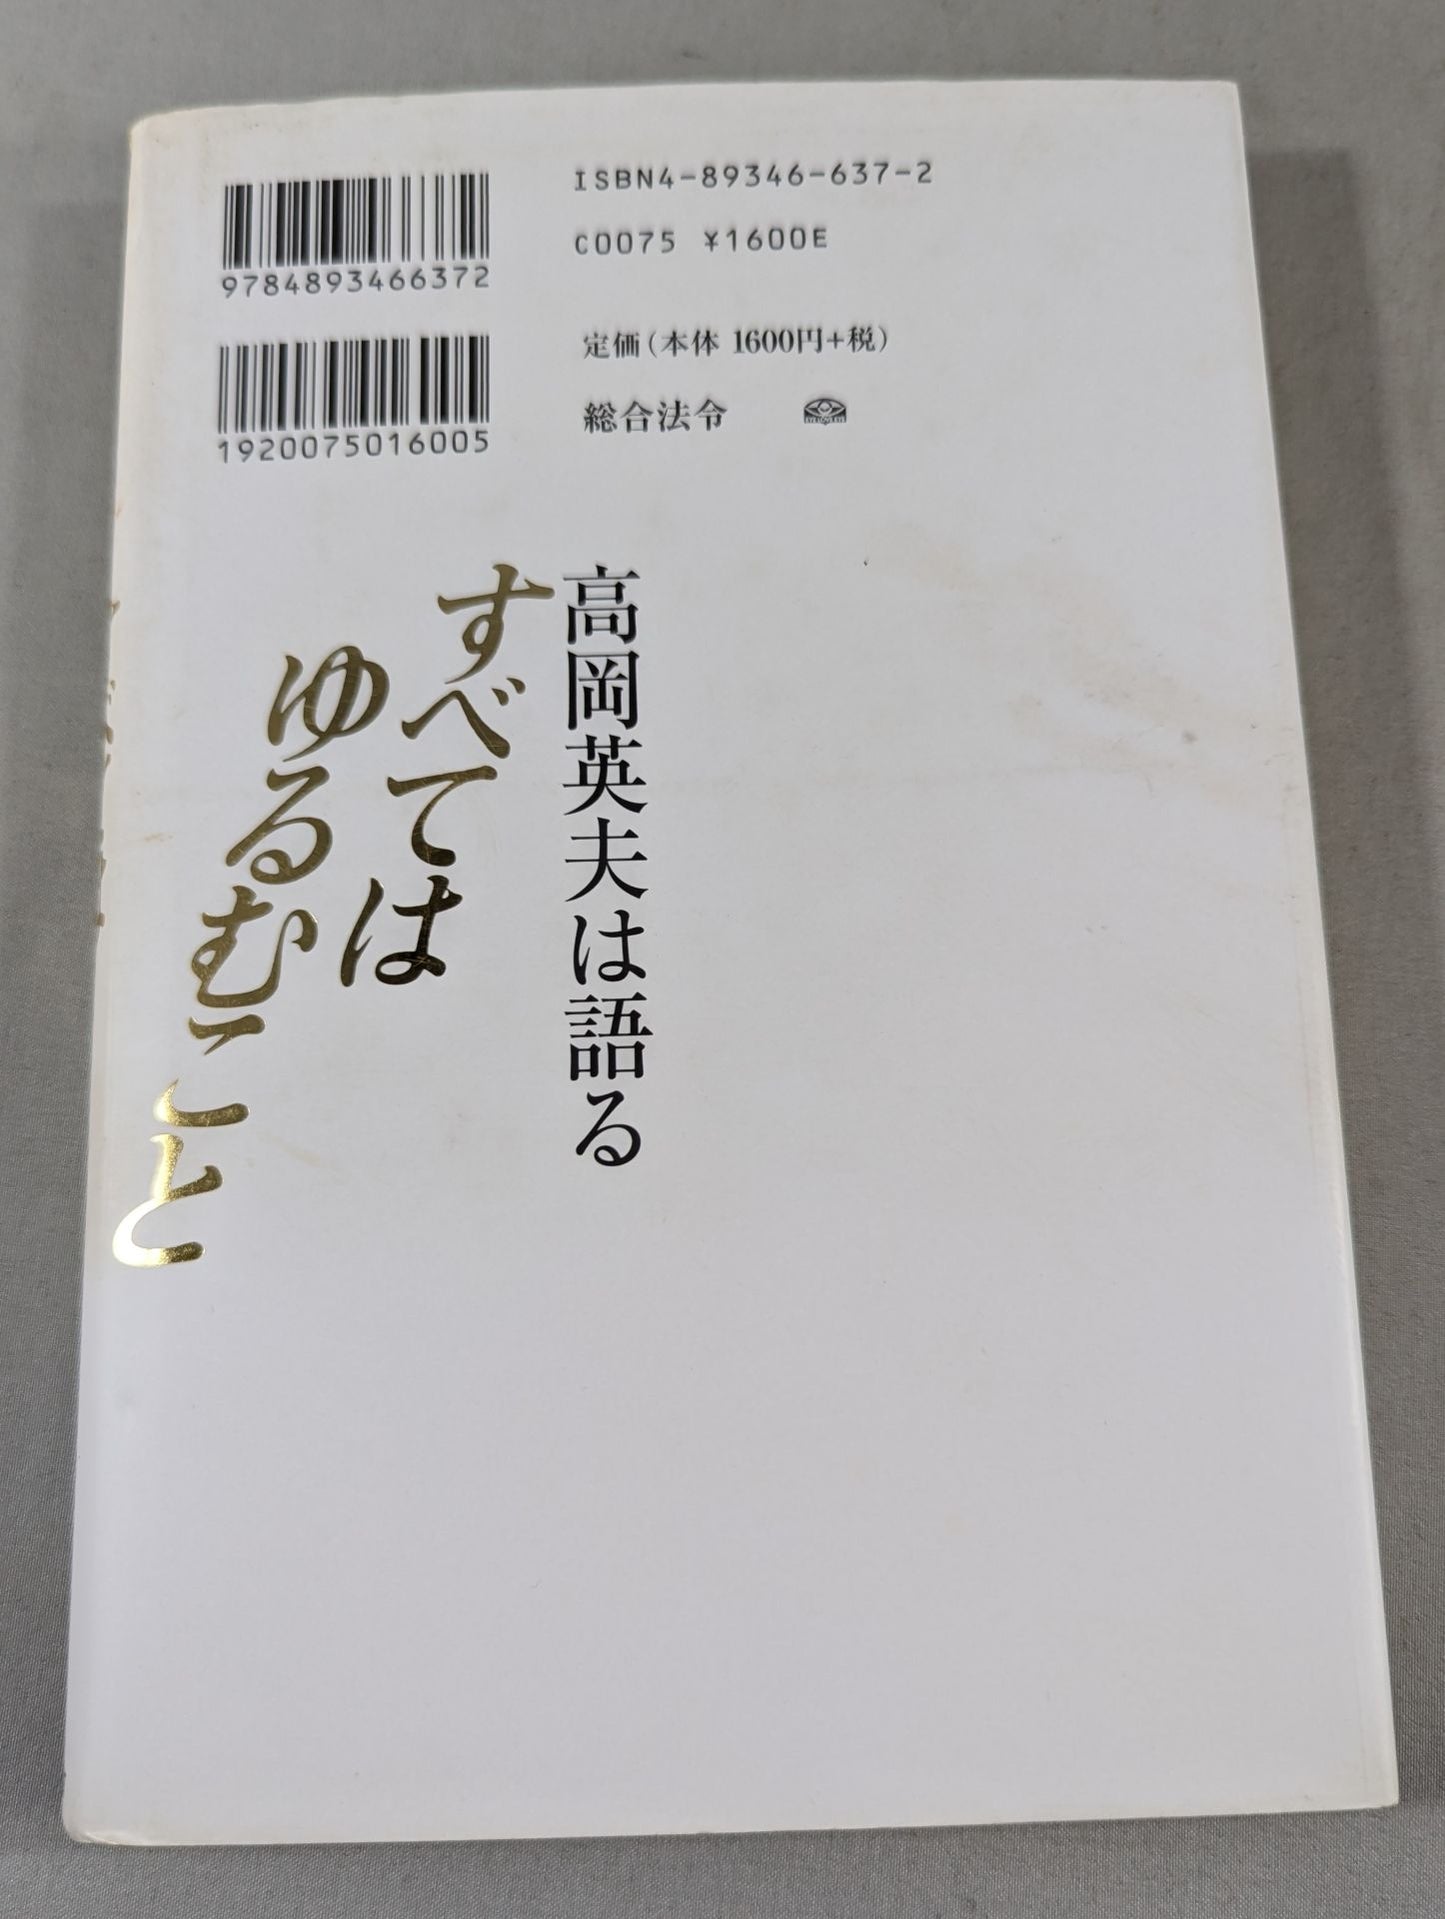 ISBN4-89346-637-2
C0075 ¥1600E
9784893466372
定価(本体 1600円+税)
1920075016005
総合法令
高岡英夫は語る
すべては
ゆるむこと